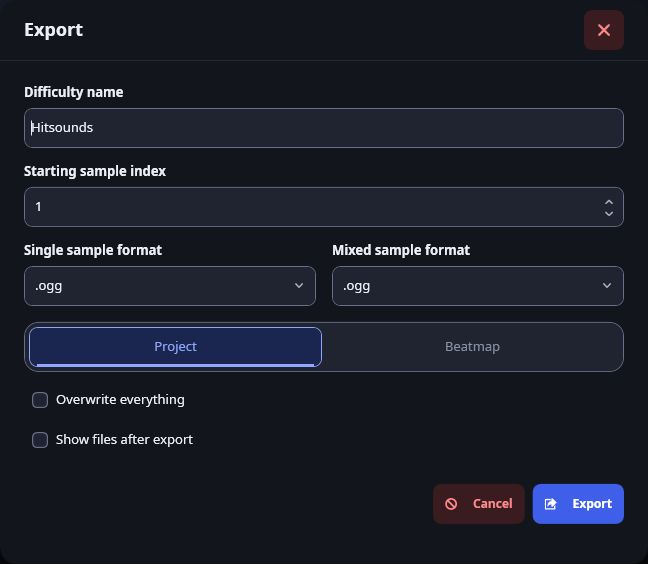 Export
Difficulty name
Hitsounds
Starting sample index
1
Single sample format
Mixed sample format
.ogg
.ogg
Project
Beatmap
Overwrite everything
Show files after export
Cancel
Export